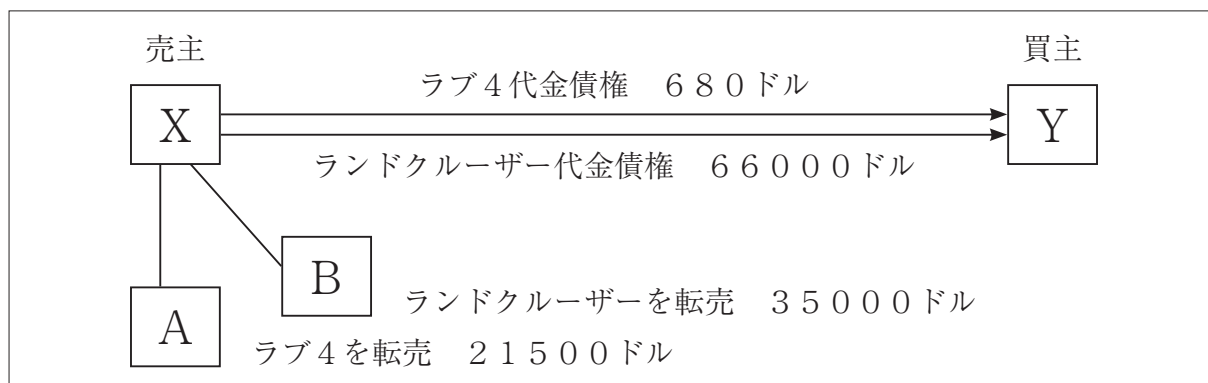 売主 買主
ラブ4代金債権 680ドル
X Y
ランドクルーザー代金債権 66000ドル
B
ランドクルーザーを転売 35000ドル
A
ラブ4を転売 21500ドル